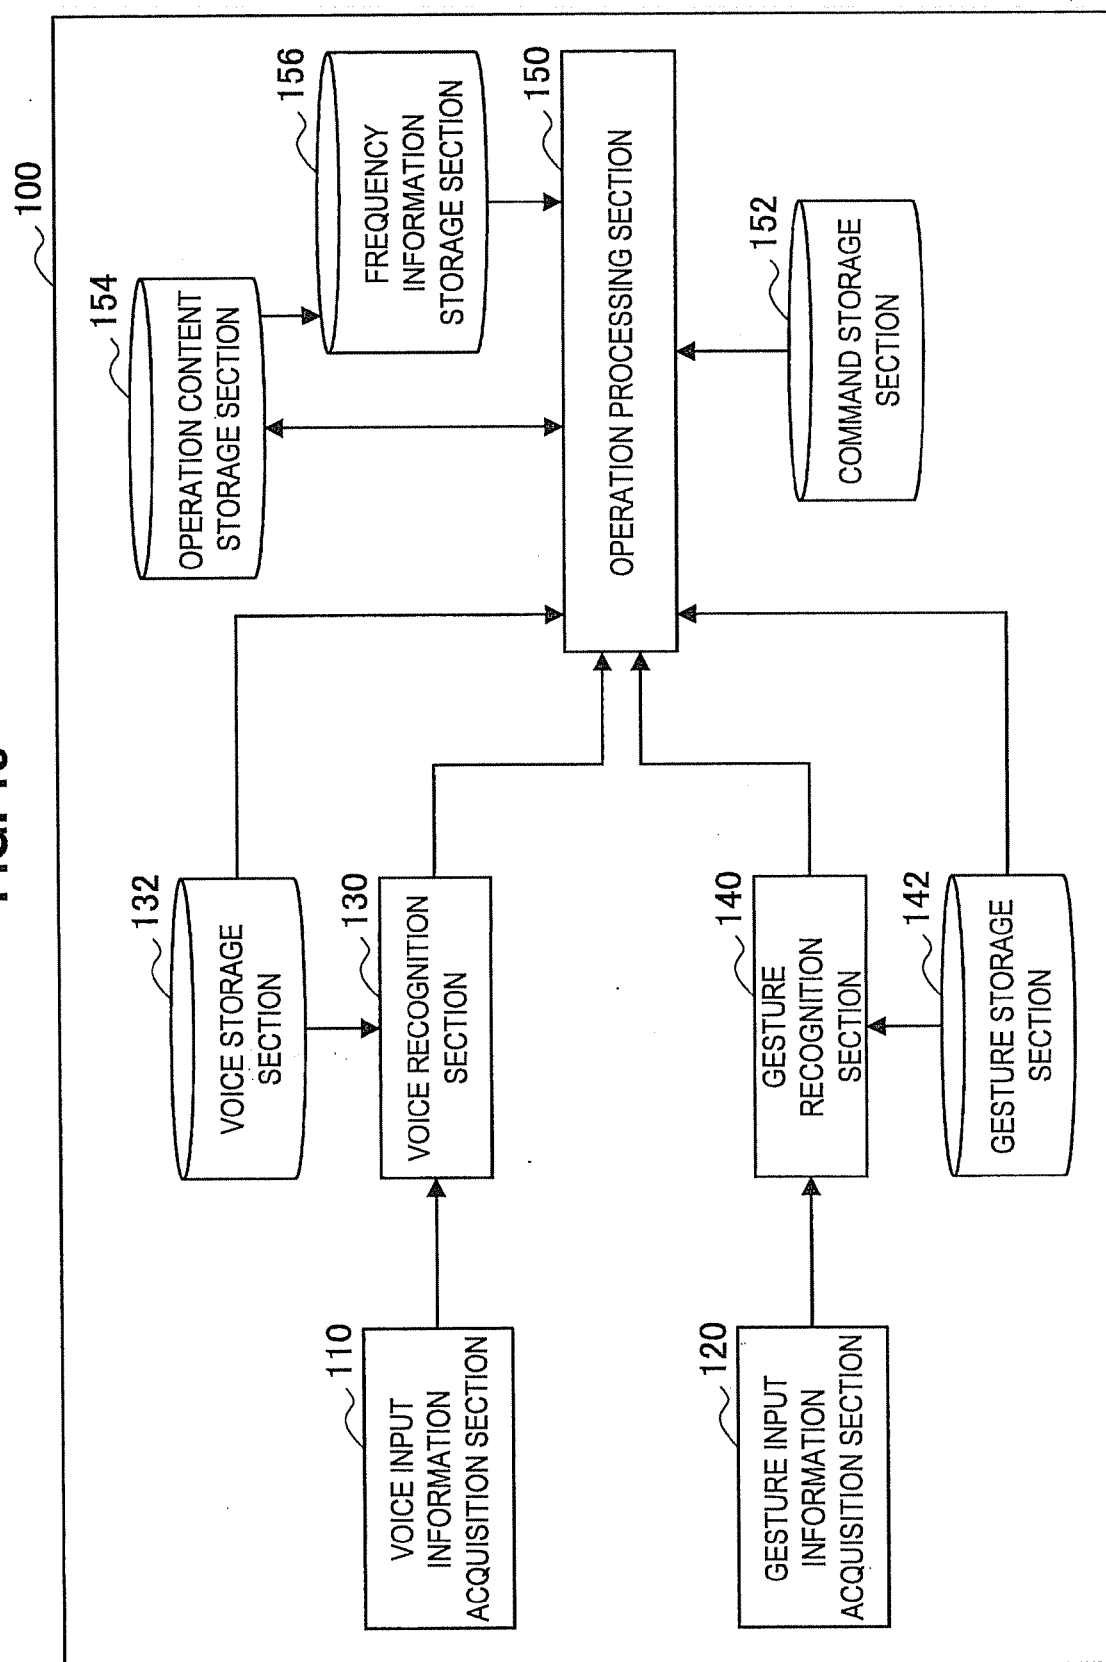 100
110
VOICE INPUT
INFORMATION
ACQUISITION SECTION
120
GESTURE INPUT
INFORMATION
ACQUISITION SECTION
132
VOICE STORAGE
SECTION
130
VOICE RECOGNITION
SECTION
140
GESTURE
RECOGNITION
SECTION
142
GESTURE STORAGE
SECTION
154
OPERATION CONTENT
STORAGE SECTION
156
FREQUENCY
INFORMATION
STORAGE SECTION
150
OPERATION PROCESSING SECTION
152
COMMAND STORAGE
SECTION